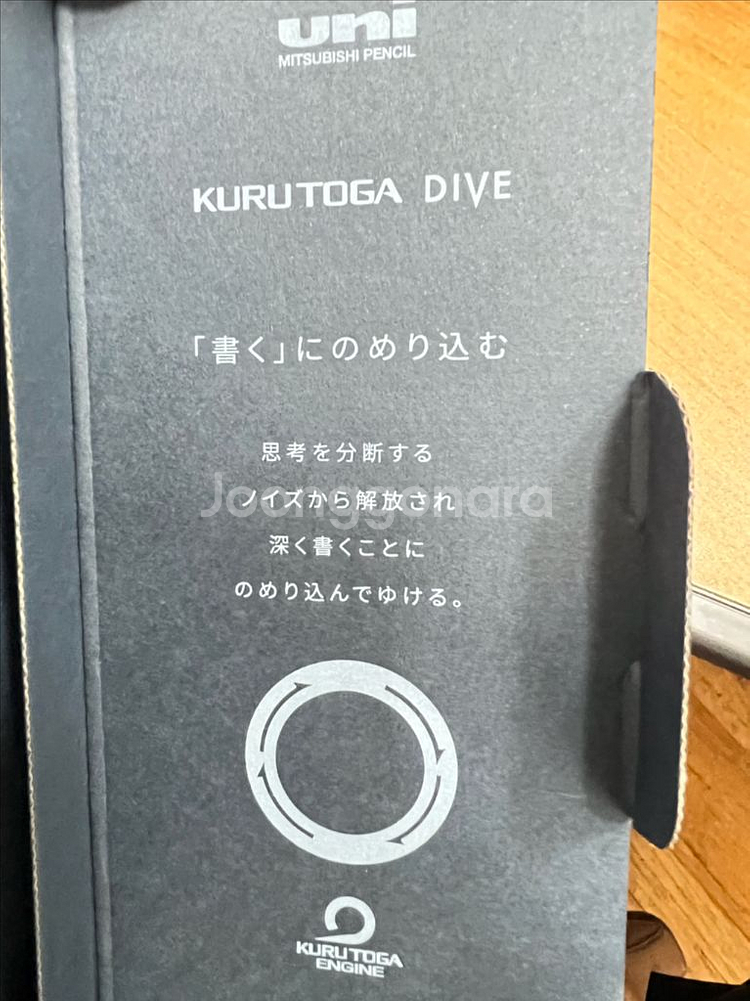 uni
MITSUBISHI PENCIL
KURUTOGA DIVE
「書く」にのめり込む
思考を分断する
ノイズから解放され
Joonggonara
深く書くことに
のめり込んでゆける。
KURUTOGA
ENGINE